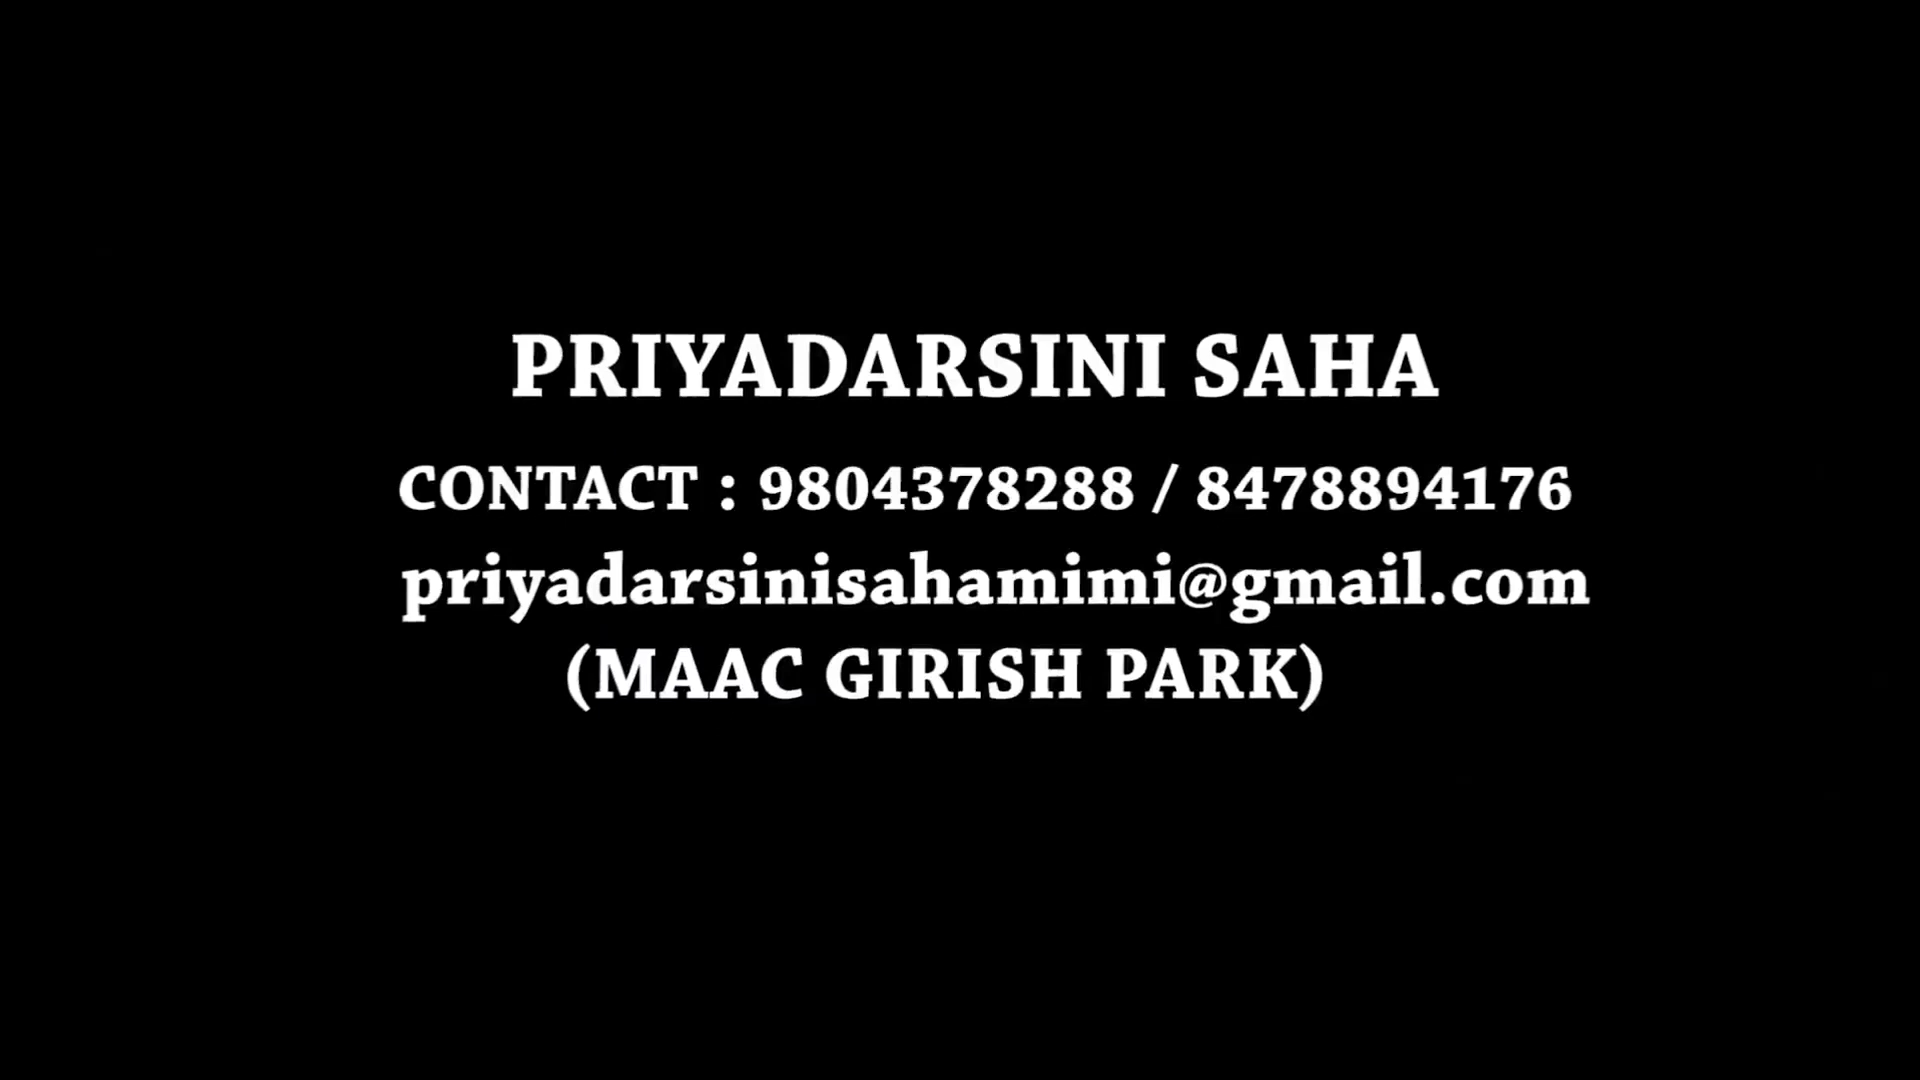 PRIYADARSINI SAHA
CONTACT : 9804378288 / 8478894176
priyadarsinisahamimi@gmail.com
(MAAC GIRISH PARK)